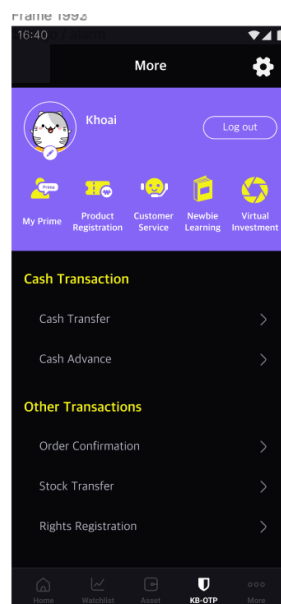 Frame 1992
16:40
More
Khoai
Log out
Prime
My Prime
Product Registration
Customer Service
Newbie Learning
Virtual Investment
Cash Transaction
Cash Transfer
Cash Advance
Other Transactions
Order Confirmation
Stock Transfer
Rights Registration
Home
Watchlist
Asset
KB-OTP
More